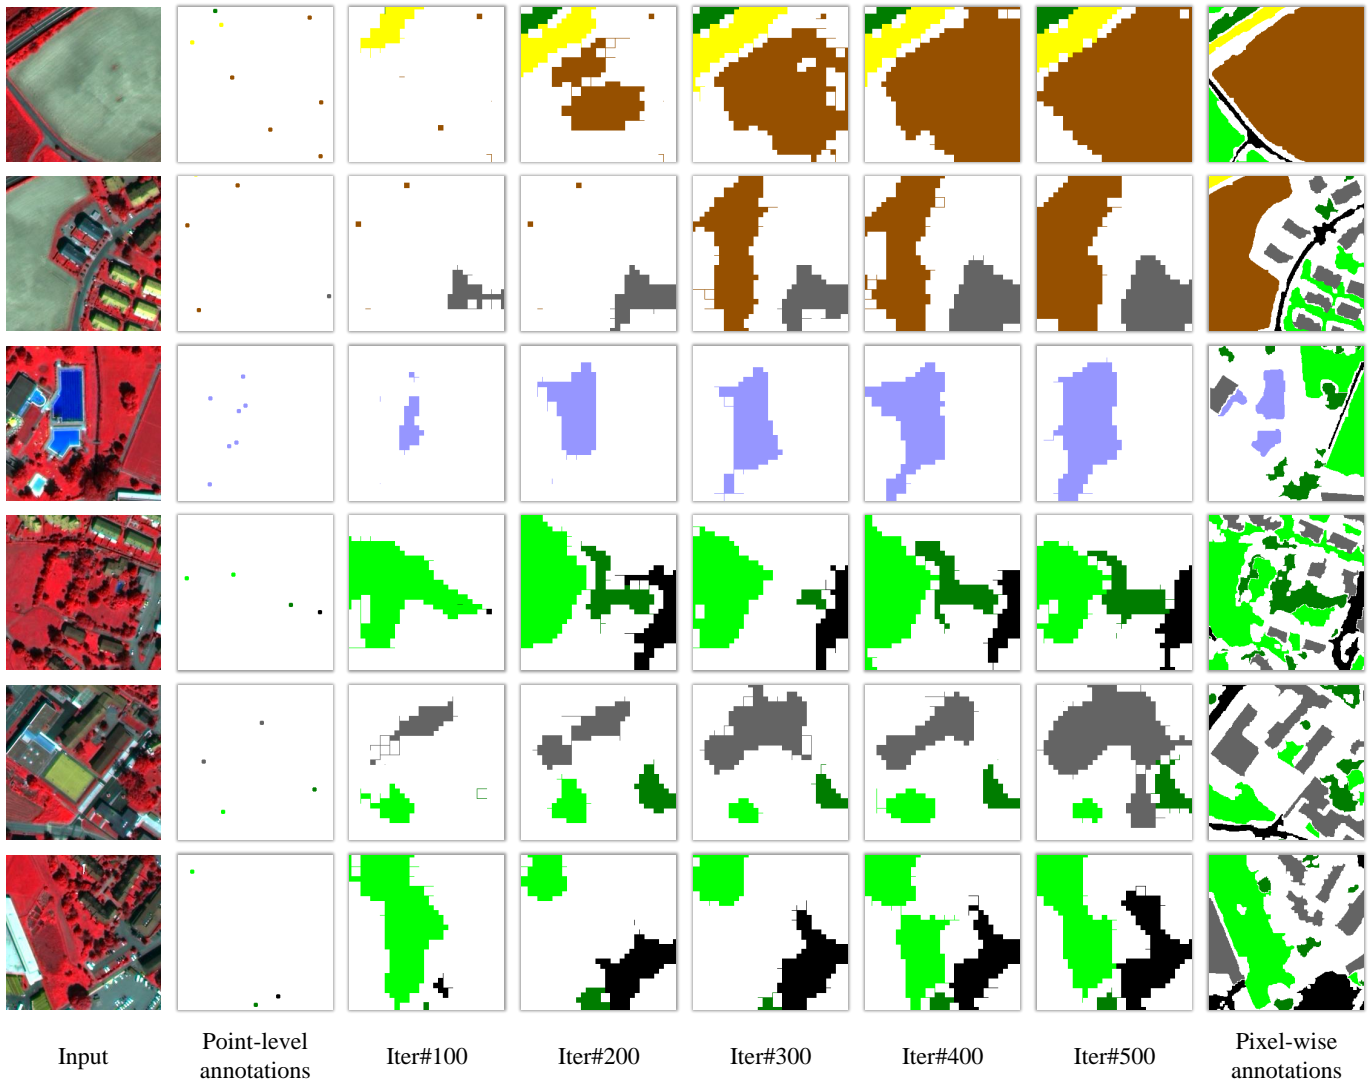 Input
Point-level
annotations
Iter#100
Iter#200
Iter#300
Iter#400
Iter#500
Pixel-wise
annotations